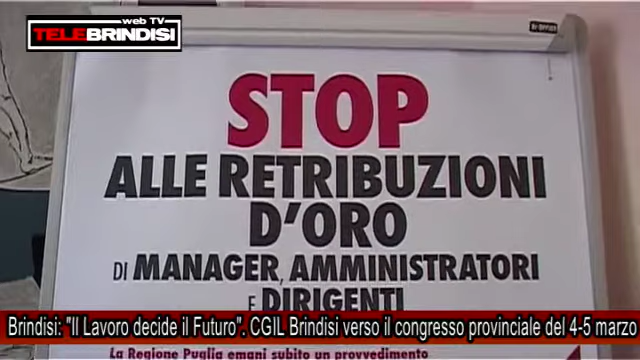 web TV
TELEBRINDISI
STOP
ALLE RETRIBUZIONI
D'ORO
DI MANAGER, AMMINISTRATORI
E DIRIGENTI
Brindisi: "Il Lavoro decide il Futuro". CGIL Brindisi verso il congresso provinciale del 4-5 marzo
La Regione Puglia emani subito un provvedimento